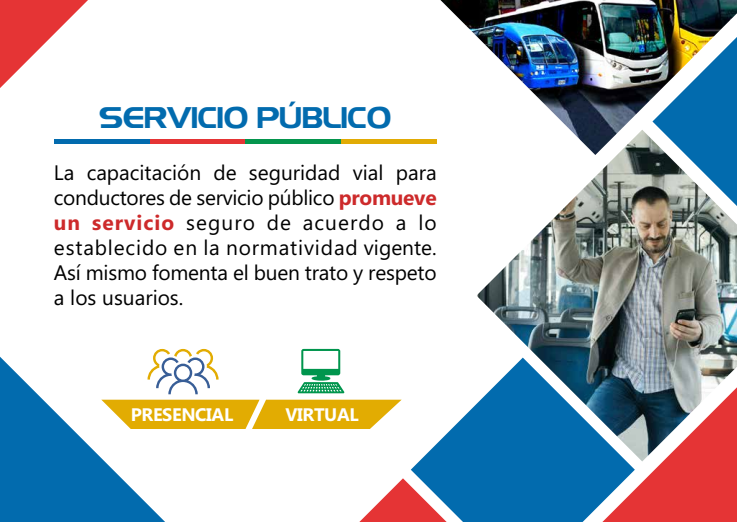 SERVICIO PÚBLICO
La capacitación de seguridad vial para
conductores de servicio público promueve
un servicio seguro de acuerdo a lo
establecido en la normatividad vigente.
Así mismo fomenta el buen trato y respeto
a los usuarios.
PRESENCIAL
VIRTUAL